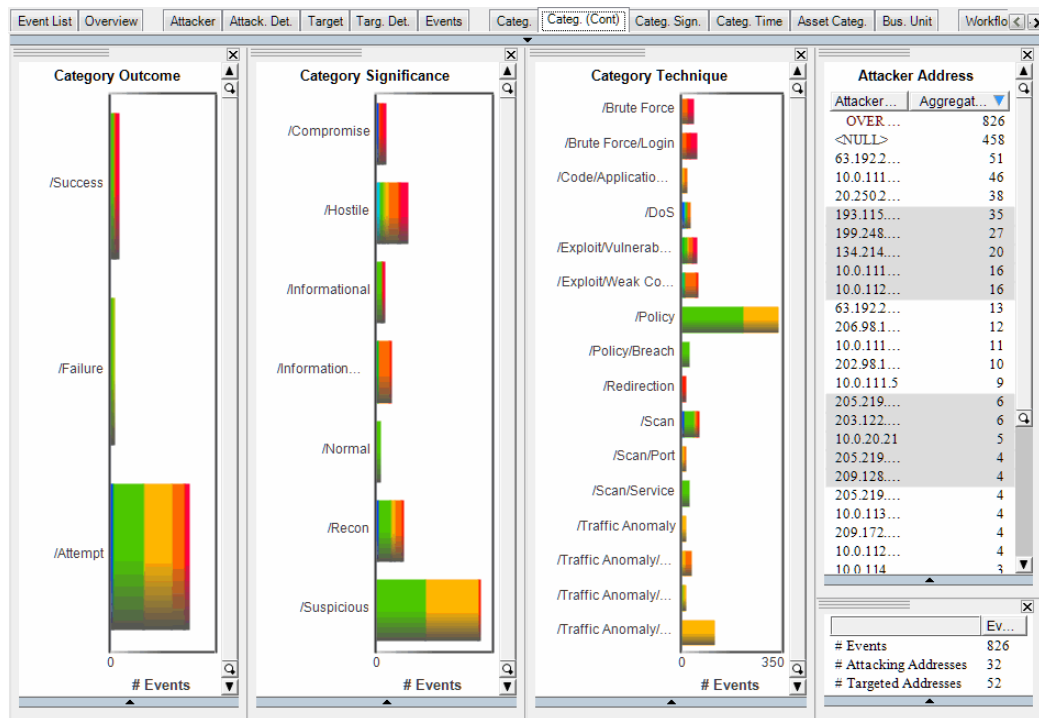 Event List Overview Attacker Attack. Det. Target Targ. Det. Events Categ. Categ. (Cont) Categ. Sign. Categ. Time Asset Categ. Bus. Unit Workflo
Category Outcome
/Success
/Failure
/Attempt
0
# Events
Category Significance
/Compromise
/Hostile
/Informational
/Information...
/Normal
/Recon
/Suspicious
0
# Events
Category Technique
/Brute Force
/Brute Force/Login
/Code/Applicatio...
/DoS
/Exploit/Vulnerab...
/Exploit/Weak Co...
/Policy
/Policy/Breach
/Redirection
/Scan
/Scan/Port
/Scan/Service
/Traffic Anomaly
/Traffic Anomaly/...
/Traffic Anomaly/...
/Traffic Anomaly/...
0 350
# Events
Attacker Address
Attacker... Aggregat...
OVER ... 826
<NULL> 458
63.192.2... 51
10.0.111... 46
20.250.2... 38
193.115.... 35
199.248.... 27
134.214.... 20
10.0.111... 16
10.0.112... 16
63.192.2... 13
206.98.1... 12
10.0.111... 11
202.98.1... 10
10.0.111.5 9
205.219.... 6
203.122.... 6
10.0.20.21 5
205.219.... 4
209.128.... 4
205.219.... 4
10.0.113... 4
209.172.... 4
10.0.112... 4
10.0.114... 3
Ev...
# Events 826
# Attacking Addresses 32
# Targeted Addresses 52